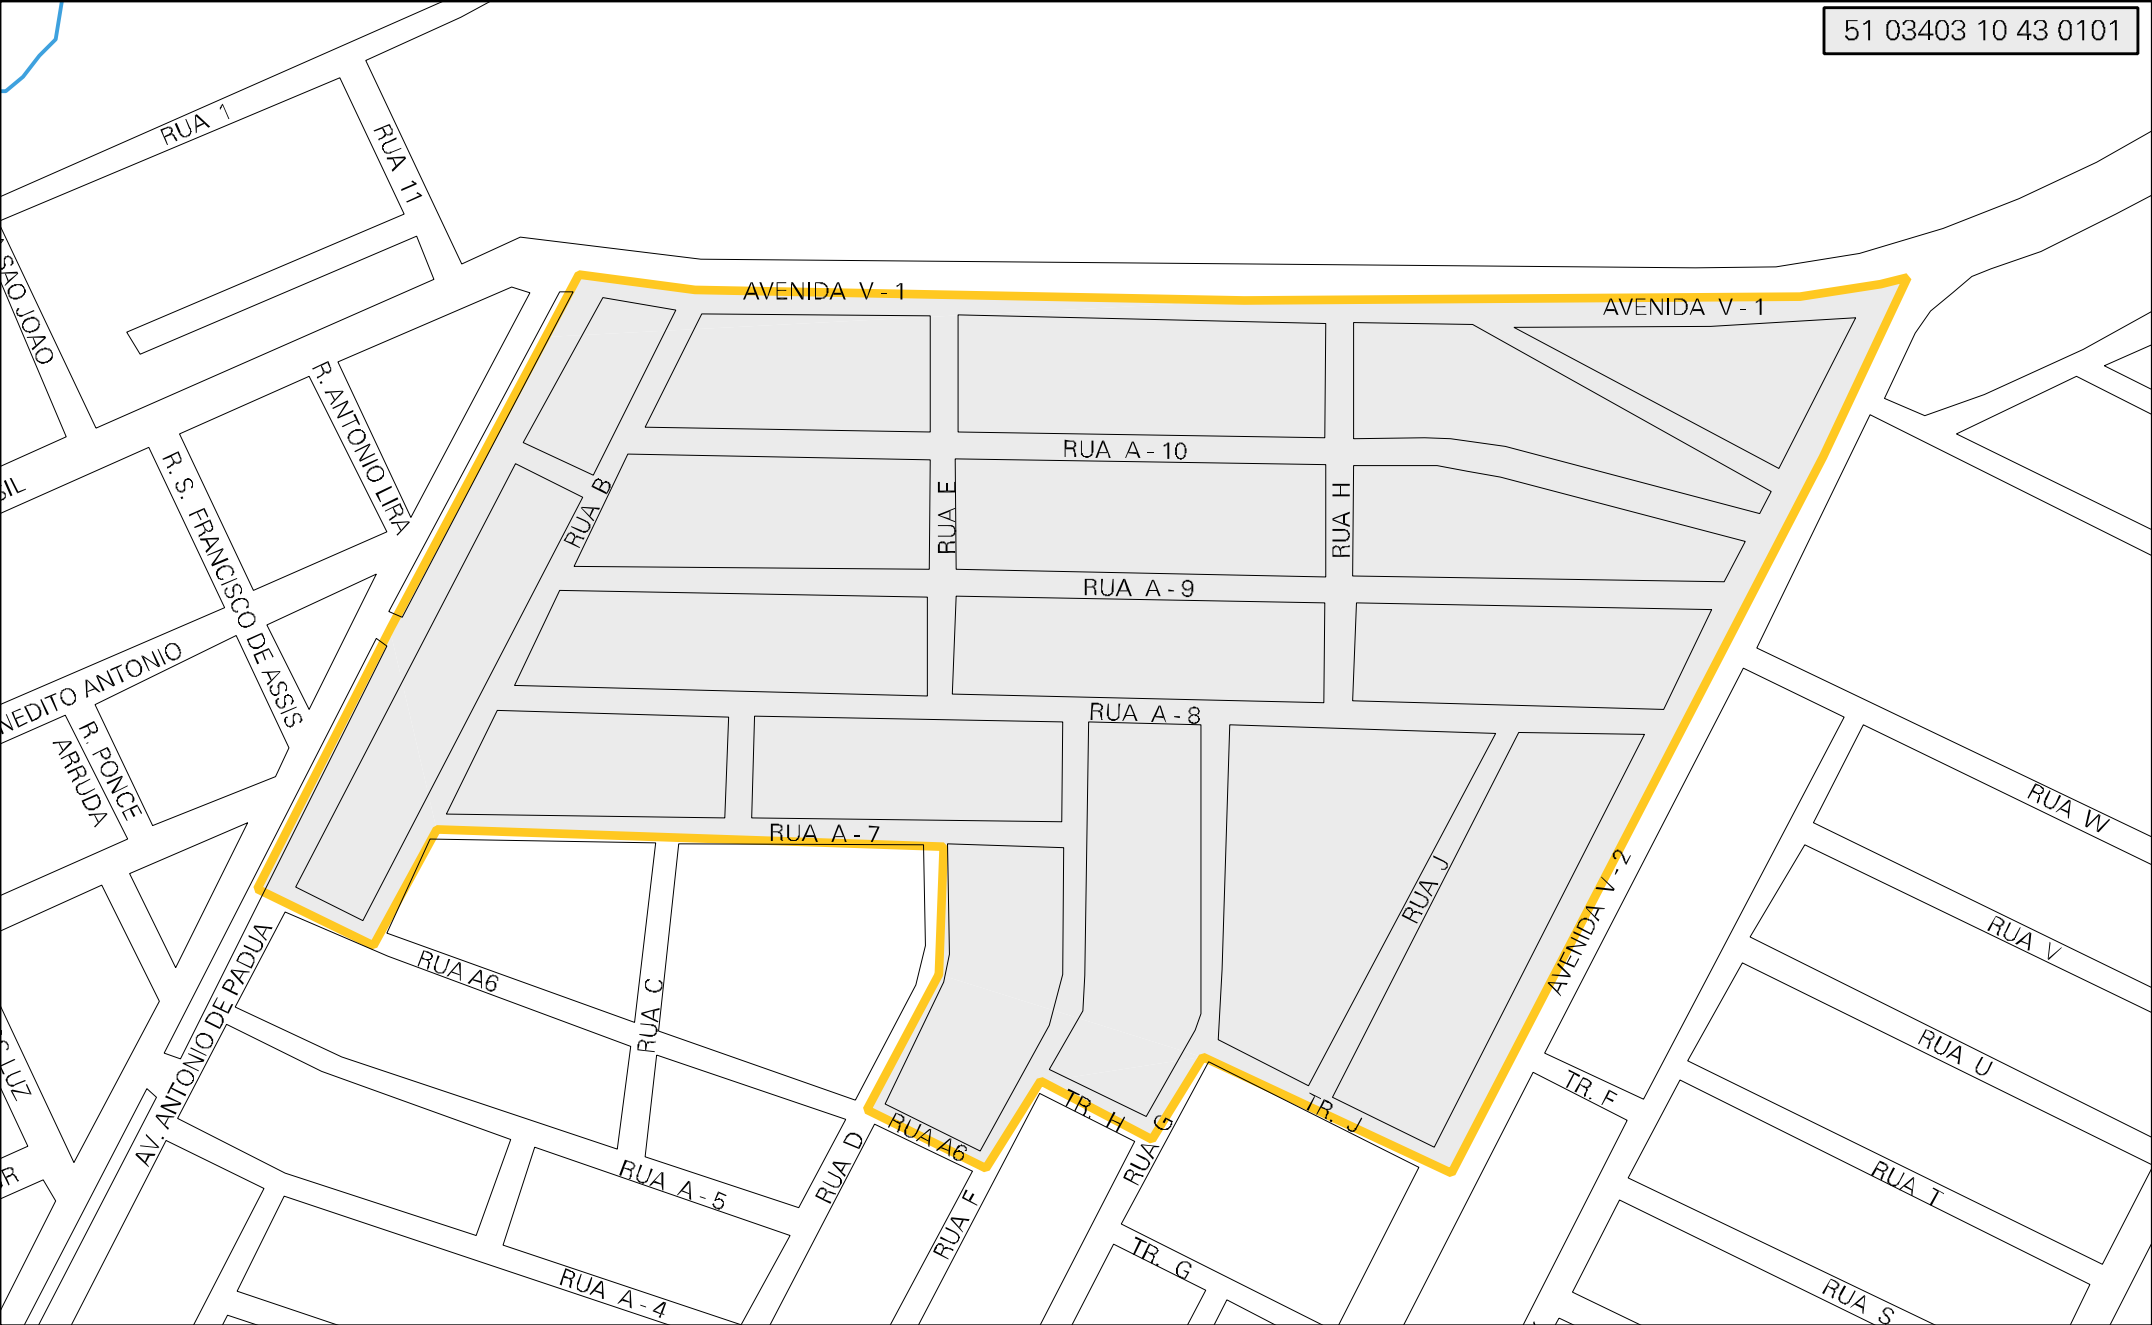 51 03403 10 43 0101
RUA 1
RUA 11
SAO JOAO
AVENIDA V - 1
AVENIDA V - 1
R. ANTONIO LIRA
R. S. FRANCISCO DE ASSIS
RUA A - 10
RUA B
RUA E
RUA H
RUA A - 9
NEDITO ANTONIO
R. PONCE
ARRUDA
RUA A - 8
RUA A - 7
RUA W
RUA J
AVENIDA V - 2
RUA V
AV. ANTONIO DE PADUA
RUA A6
RUA C
RUA U
LUZ
TR. F
TR. H
TR. J
RUA G
RUA A6
RUA D
RUA A - 5
RUA T
RUA F
TR. G
RUA A - 4
RUA S